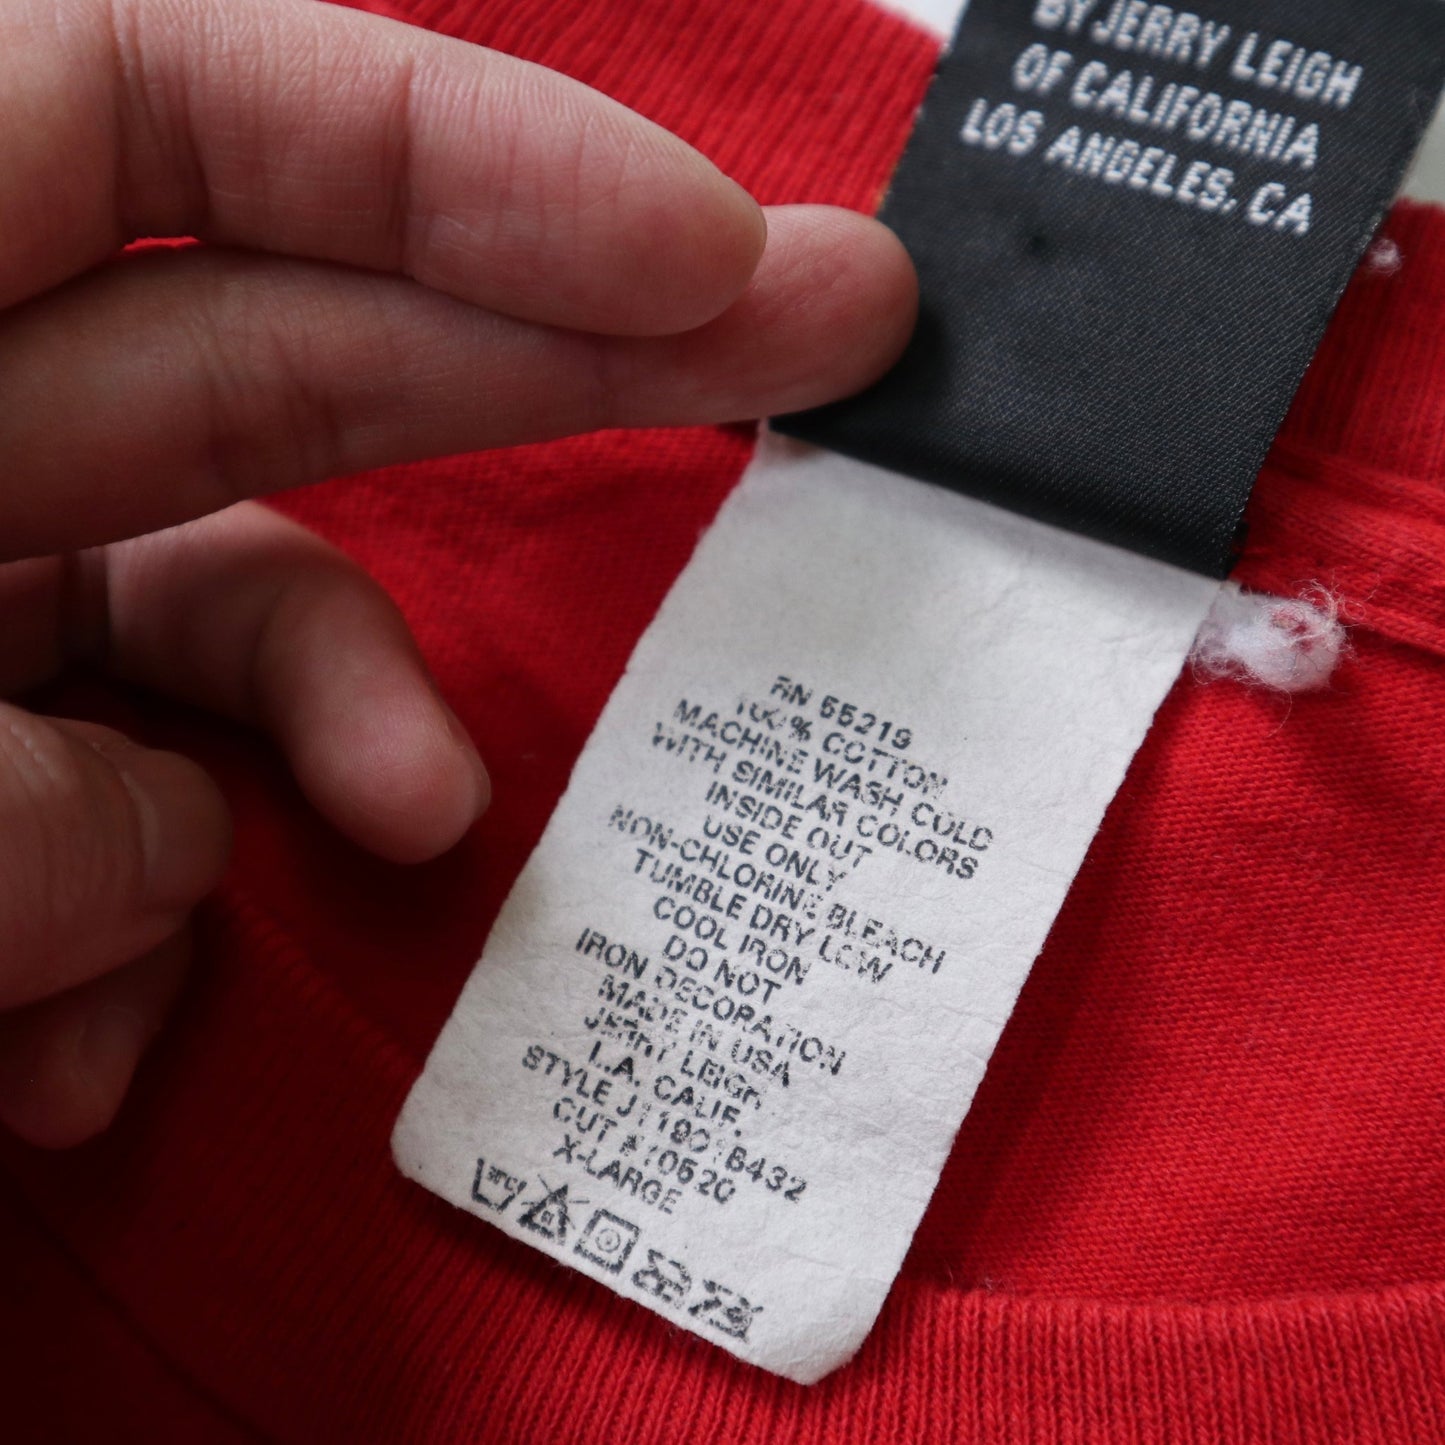 BY JERRY LEIGH
OF CALIFORNIA
LOS ANGELES, CA
RN 55219
100% COTTON
MACHINE WASH COLD
WITH SIMILAR COLORS
INSIDE OUT
USE ONLY
NON-CHLORINE BLEACH
TUMBLE DRY LOW
COOL IRON
DO NOT
IRON DECORATION
MADE IN USA
JERRY LEIGH
L.A. CALIF.
STYLE J11901B432
CUT #10520
X-LARGE